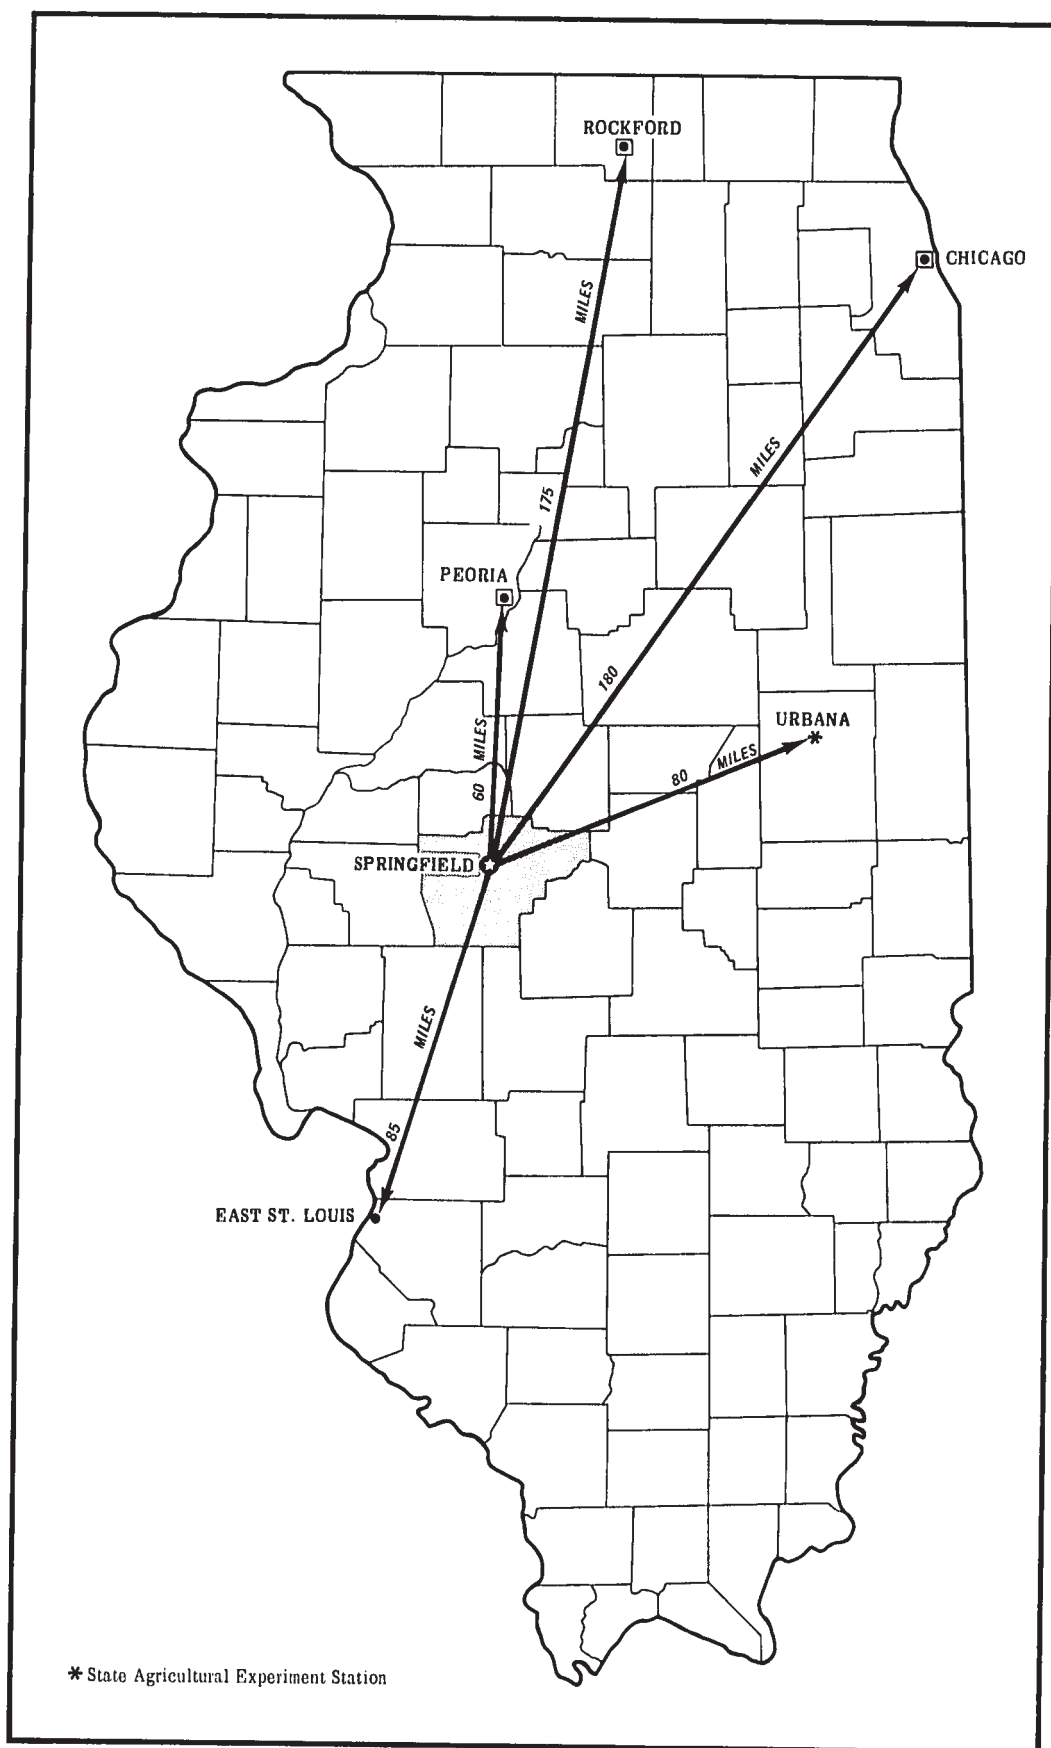 ROCKFORD
CHICAGO
MILES
MILES
175
PEORIA
180
URBANA
MILES
MILES
80
60
SPRINGFIELD
MILES
85
EAST ST. LOUIS
* State Agricultural Experiment Station